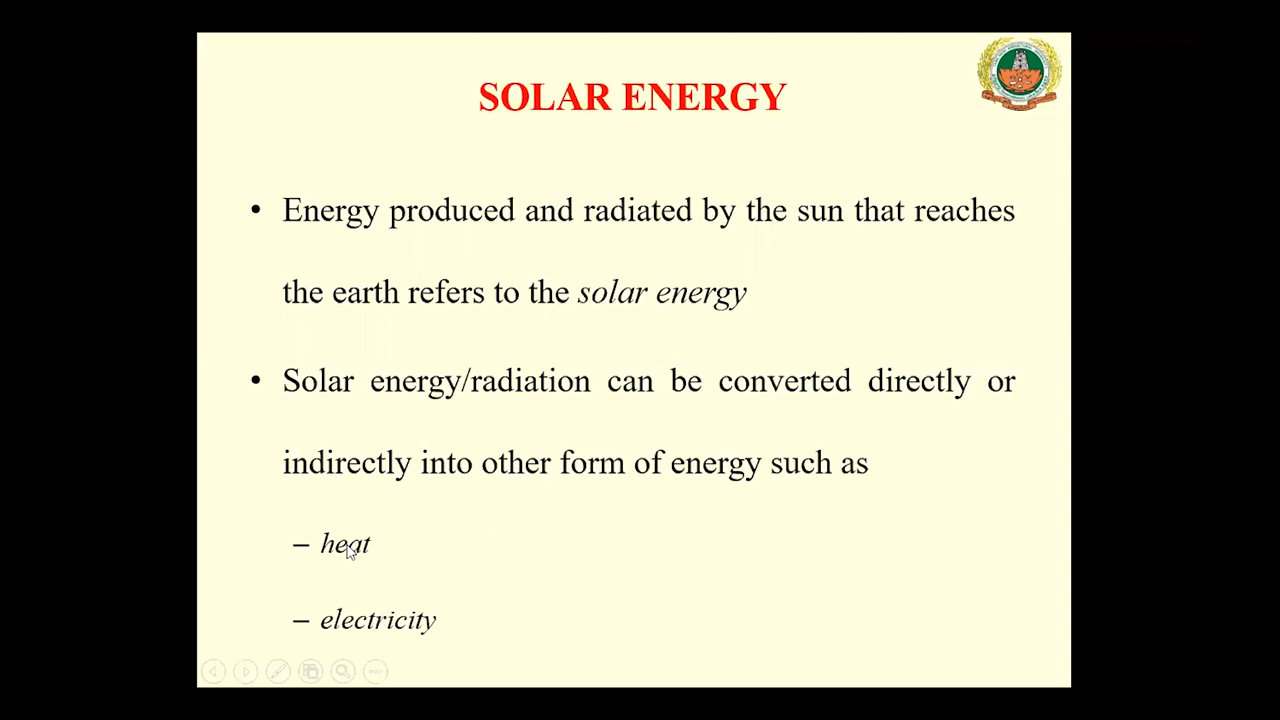 SOLAR ENERGY
• Energy produced and radiated by the sun that reaches
the earth refers to the solar energy
• Solar energy/radiation can be converted directly or
indirectly into other form of energy such as
– heat
– electricity